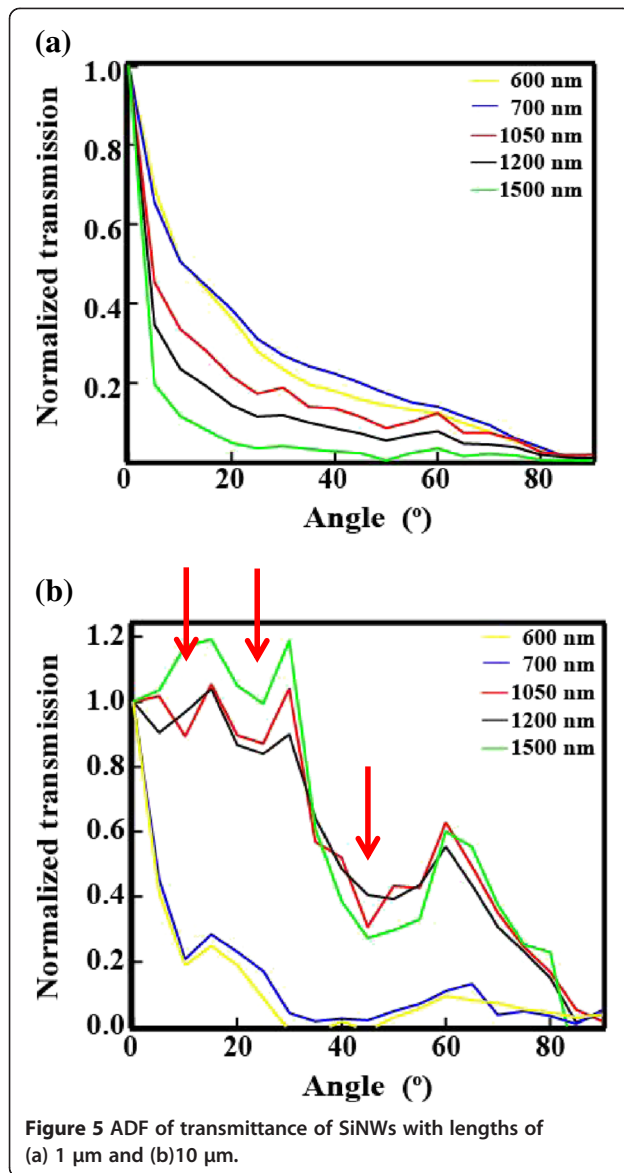 (a)
1.0
0.8
0.6
0.4
0.2
0
20
40
60
80
Normalized transmission
Angle (º)
600 nm
700 nm
1050 nm
1200 nm
1500 nm
(b)
1.2
1.0
0.8
0.6
0.4
0.2
0.0
0
20
40
60
80
Normalized transmission
Angle (º)
600 nm
700 nm
1050 nm
1200 nm
1500 nm
Figure 5 ADF of transmittance of SiNWs with lengths of
(a) 1 μm and (b)10 μm.